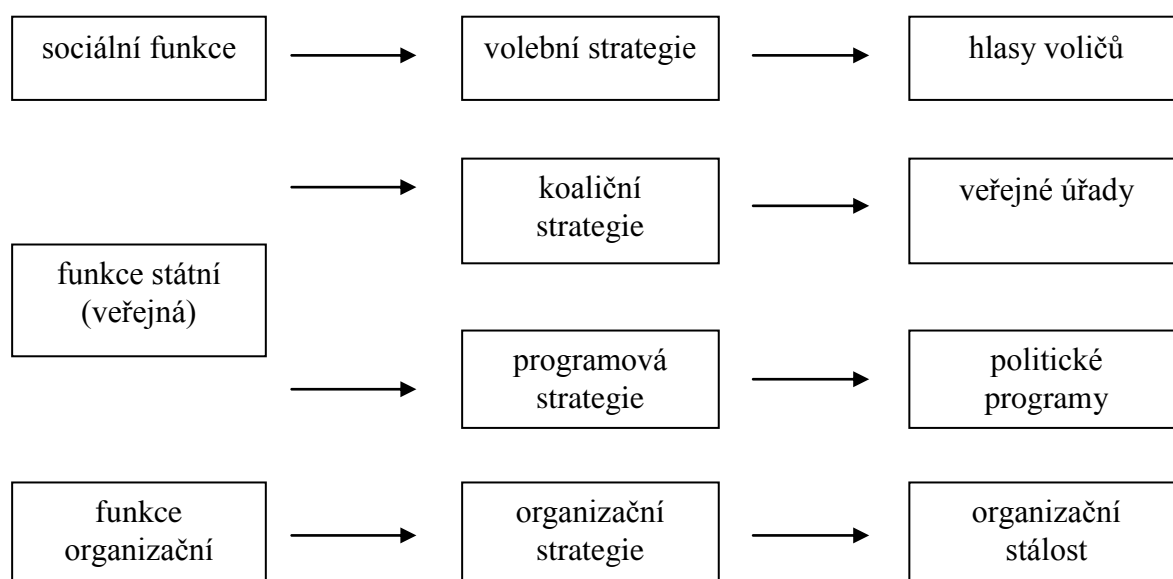 sociální funkce
volební strategie
hlasy voličů
koaliční
strategie
veřejné úřady
funkce státní
(veřejná)
programová
strategie
politické
programy
funkce
organizační
organizační
strategie
organizační
stálost